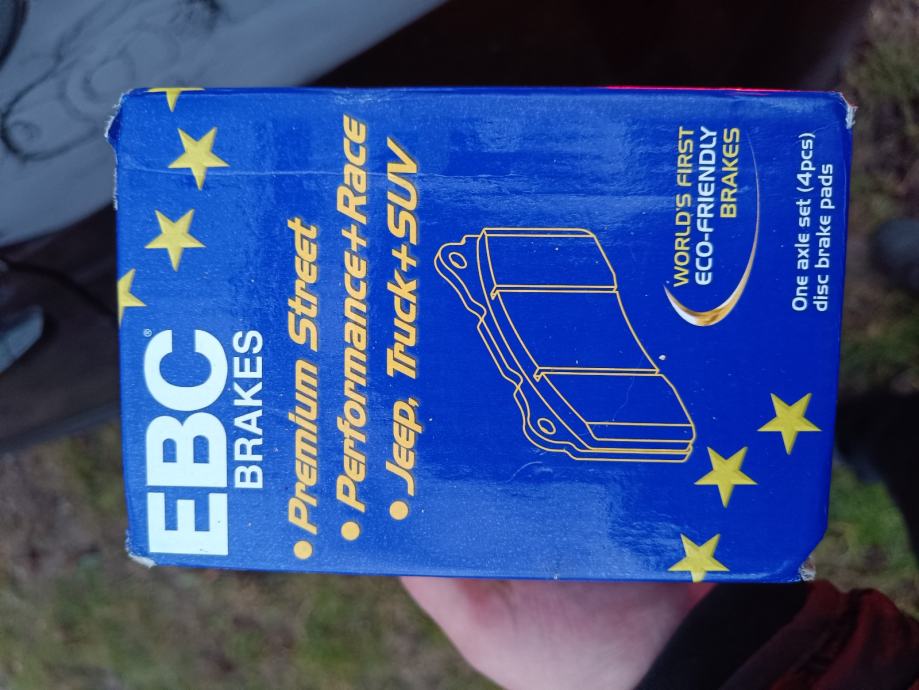 EBC®
BRAKES
• Premium Street
• Performance+Race
• Jeep, Truck+SUV
WORLD'S FIRST
ECO-FRIENDLY
BRAKES
One axle set (4pcs)
disc brake pads